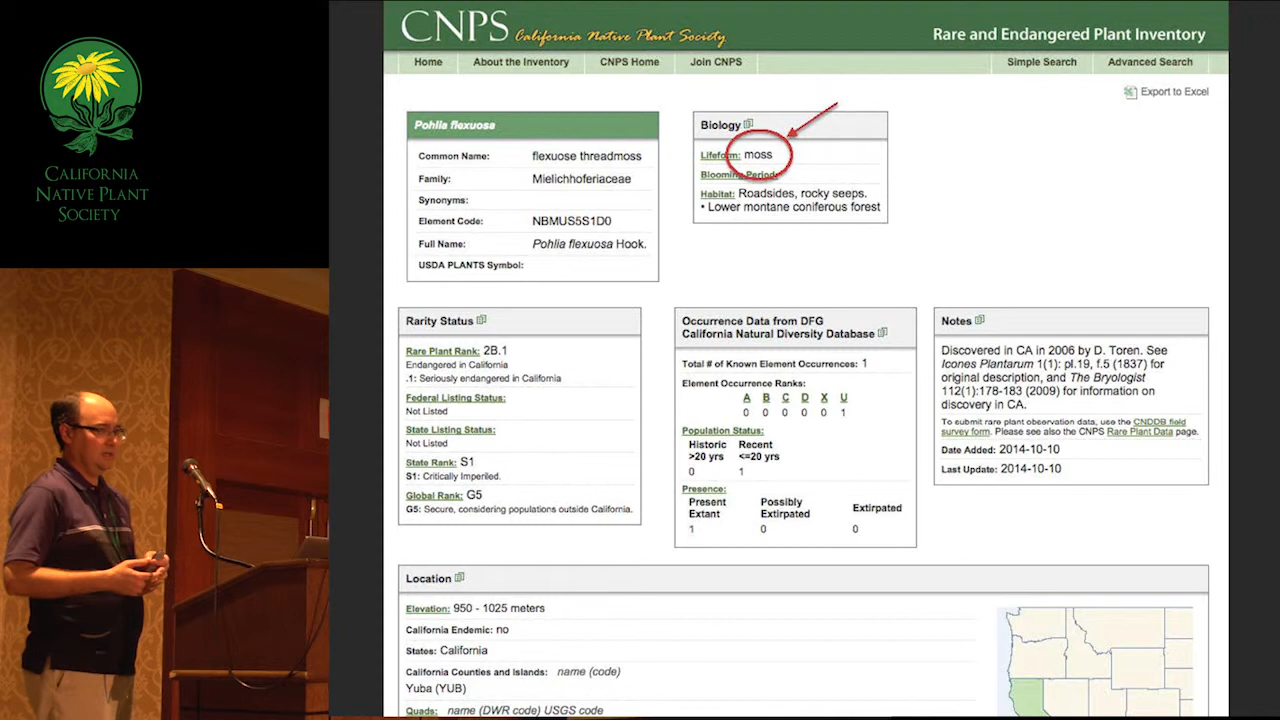 CALIFORNIA
NATIVE PLANT
SOCIETY
CNPS California Native Plant Society
Rare and Endangered Plant Inventory
Home About the Inventory CNPS Home Join CNPS Simple Search Advanced Search
Export to Excel
Pohlia flexuosa
Common Name: flexuose threadmoss
Family: Mielichhoferiaceae
Synonyms:
Element Code: NBMUS5S1D0
Full Name: Pohlia flexuosa Hook.
USDA PLANTS Symbol:
Biology
Lifeform: moss
Blooming Period:
Habitat: Roadsides, rocky seeps.
• Lower montane coniferous forest
Rarity Status
Rare Plant Rank: 2B.1
Endangered in California
.1: Seriously endangered in California
Federal Listing Status:
Not Listed
State Listing Status:
Not Listed
State Rank: S1
S1: Critically Imperiled.
Global Rank: G5
G5: Secure, considering populations outside California.
Occurrence Data from DFG
California Natural Diversity Database
Total # of Known Element Occurrences: 1
Element Occurrence Ranks:
A B C D X U
0 0 0 0 0 1
Population Status:
Historic Recent
>20 yrs <=20 yrs
0 1
Presence:
Present Possibly
Extant Extirpated Extirpated
1 0 0
Notes
Discovered in CA in 2006 by D. Toren. See
Icones Plantarum 1(1): pl.19, f.5 (1837) for
original description, and The Bryologist
112(1):178-183 (2009) for information on
discovery in CA.
To submit rare plant observation data, use the CNDDB field
survey form. Please see also the CNPS Rare Plant Data page.
Date Added: 2014-10-10
Last Update: 2014-10-10
Location
Elevation: 950 - 1025 meters
California Endemic: no
States: California
California Counties and Islands: name (code)
Yuba (YUB)
Quads: name (DWR code) USGS code